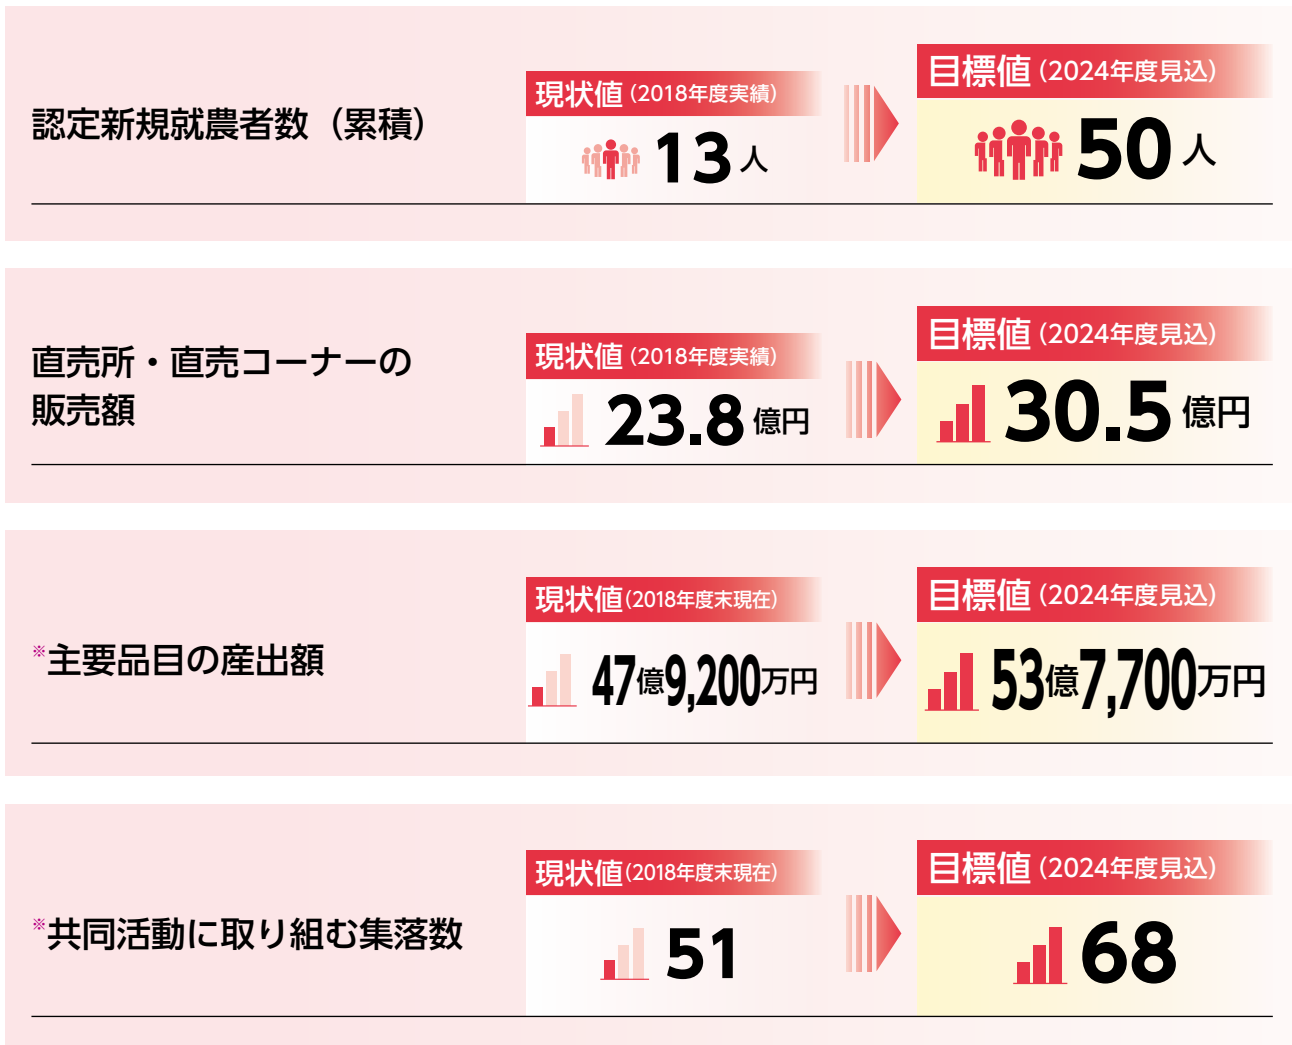 認定新規就農者数（累積）
現状値（2018年度実績）
13人
目標値（2024年度見込）
50人
直売所・直売コーナーの
販売額
現状値（2018年度実績）
23.8億円
目標値（2024年度見込）
30.5億円
※主要品目の産出額
現状値（2018年度末現在）
47億9,200万円
目標値（2024年度見込）
53億7,700万円
※共同活動に取り組む集落数
現状値（2018年度末現在）
51
目標値（2024年度見込）
68